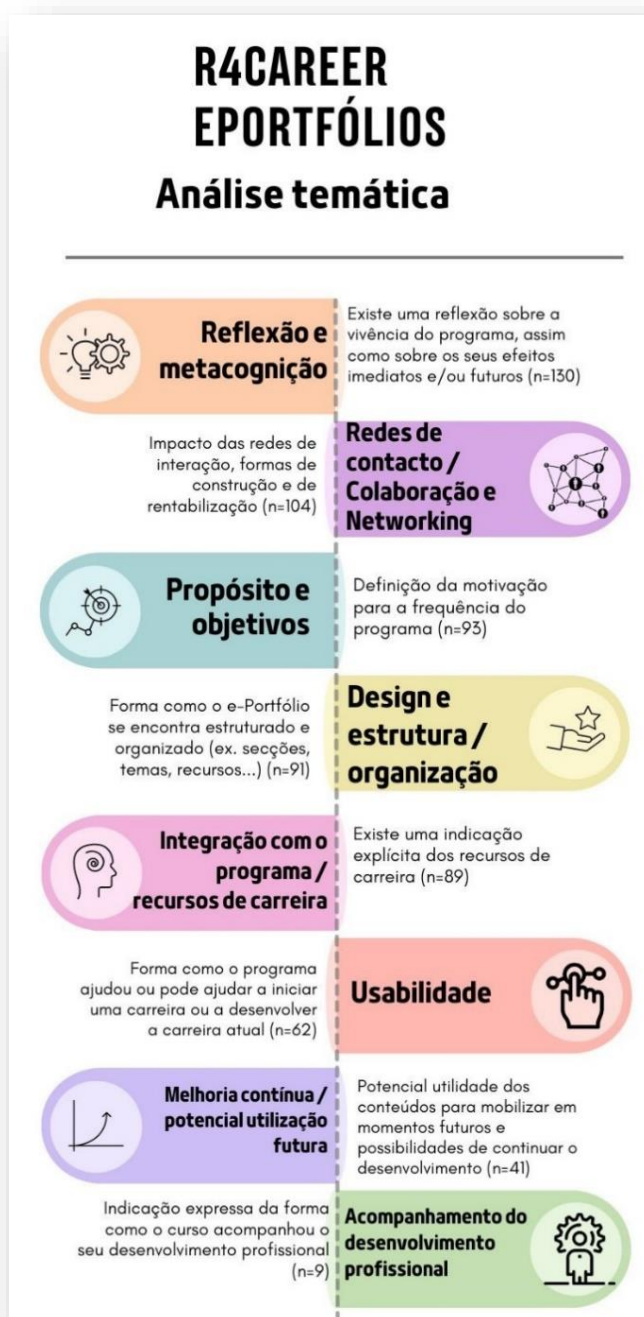 R4CAREER
EPORTFÓLIOS
Análise temática
Reflexão e
metacognição
Existe uma reflexão sobre a
vivência do programa, assim
como sobre os seus efeitos
imediatos e/ou futuros (n=130)
Impacto das redes de
interação, formas de
construção e de
rentabilização (n=104)
Redes de
contacto /
Colaboração e
Networking
Propósito e
objetivos
Definição da motivação
para a frequência do
programa (n=93)
Forma como o e-Portfólio
se encontra estruturado e
organizado (ex. secções,
temas, recursos...) (n=91)
Design e
estrutura /
organização
Integração com o
programa /
recursos de carreira
Existe uma indicação
explícita dos recursos de
carreira (n=89)
Forma como o programa
ajudou ou pode ajudar a iniciar
uma carreira ou a desenvolver
a carreira atual (n=62)
Usabilidade
Melhoria contínua /
potencial utilização
futura
Potencial utilidade dos
conteúdos para mobilizar em
momentos futuros e
possibilidades de continuar o
desenvolvimento (n=41)
Indicação expressa da forma
como o curso acompanhou o
seu desenvolvimento profissional
(n=9)
Acompanhamento do
desenvolvimento
profissional